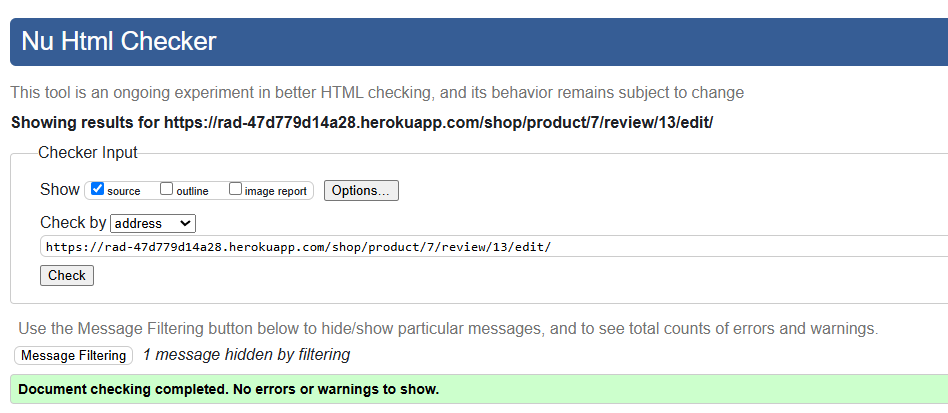 Nu Html Checker
This tool is an ongoing experiment in better HTML checking, and its behavior remains subject to change
Showing results for https://rad-47d779d14a28.herokuapp.com/shop/product/7/review/13/edit/
Checker Input
Show source outline image report Options...
Check by address
https://rad-47d779d14a28.herokuapp.com/shop/product/7/review/13/edit/
Check
Use the Message Filtering button below to hide/show particular messages, and to see total counts of errors and warnings.
Message Filtering 1 message hidden by filtering
Document checking completed. No errors or warnings to show.